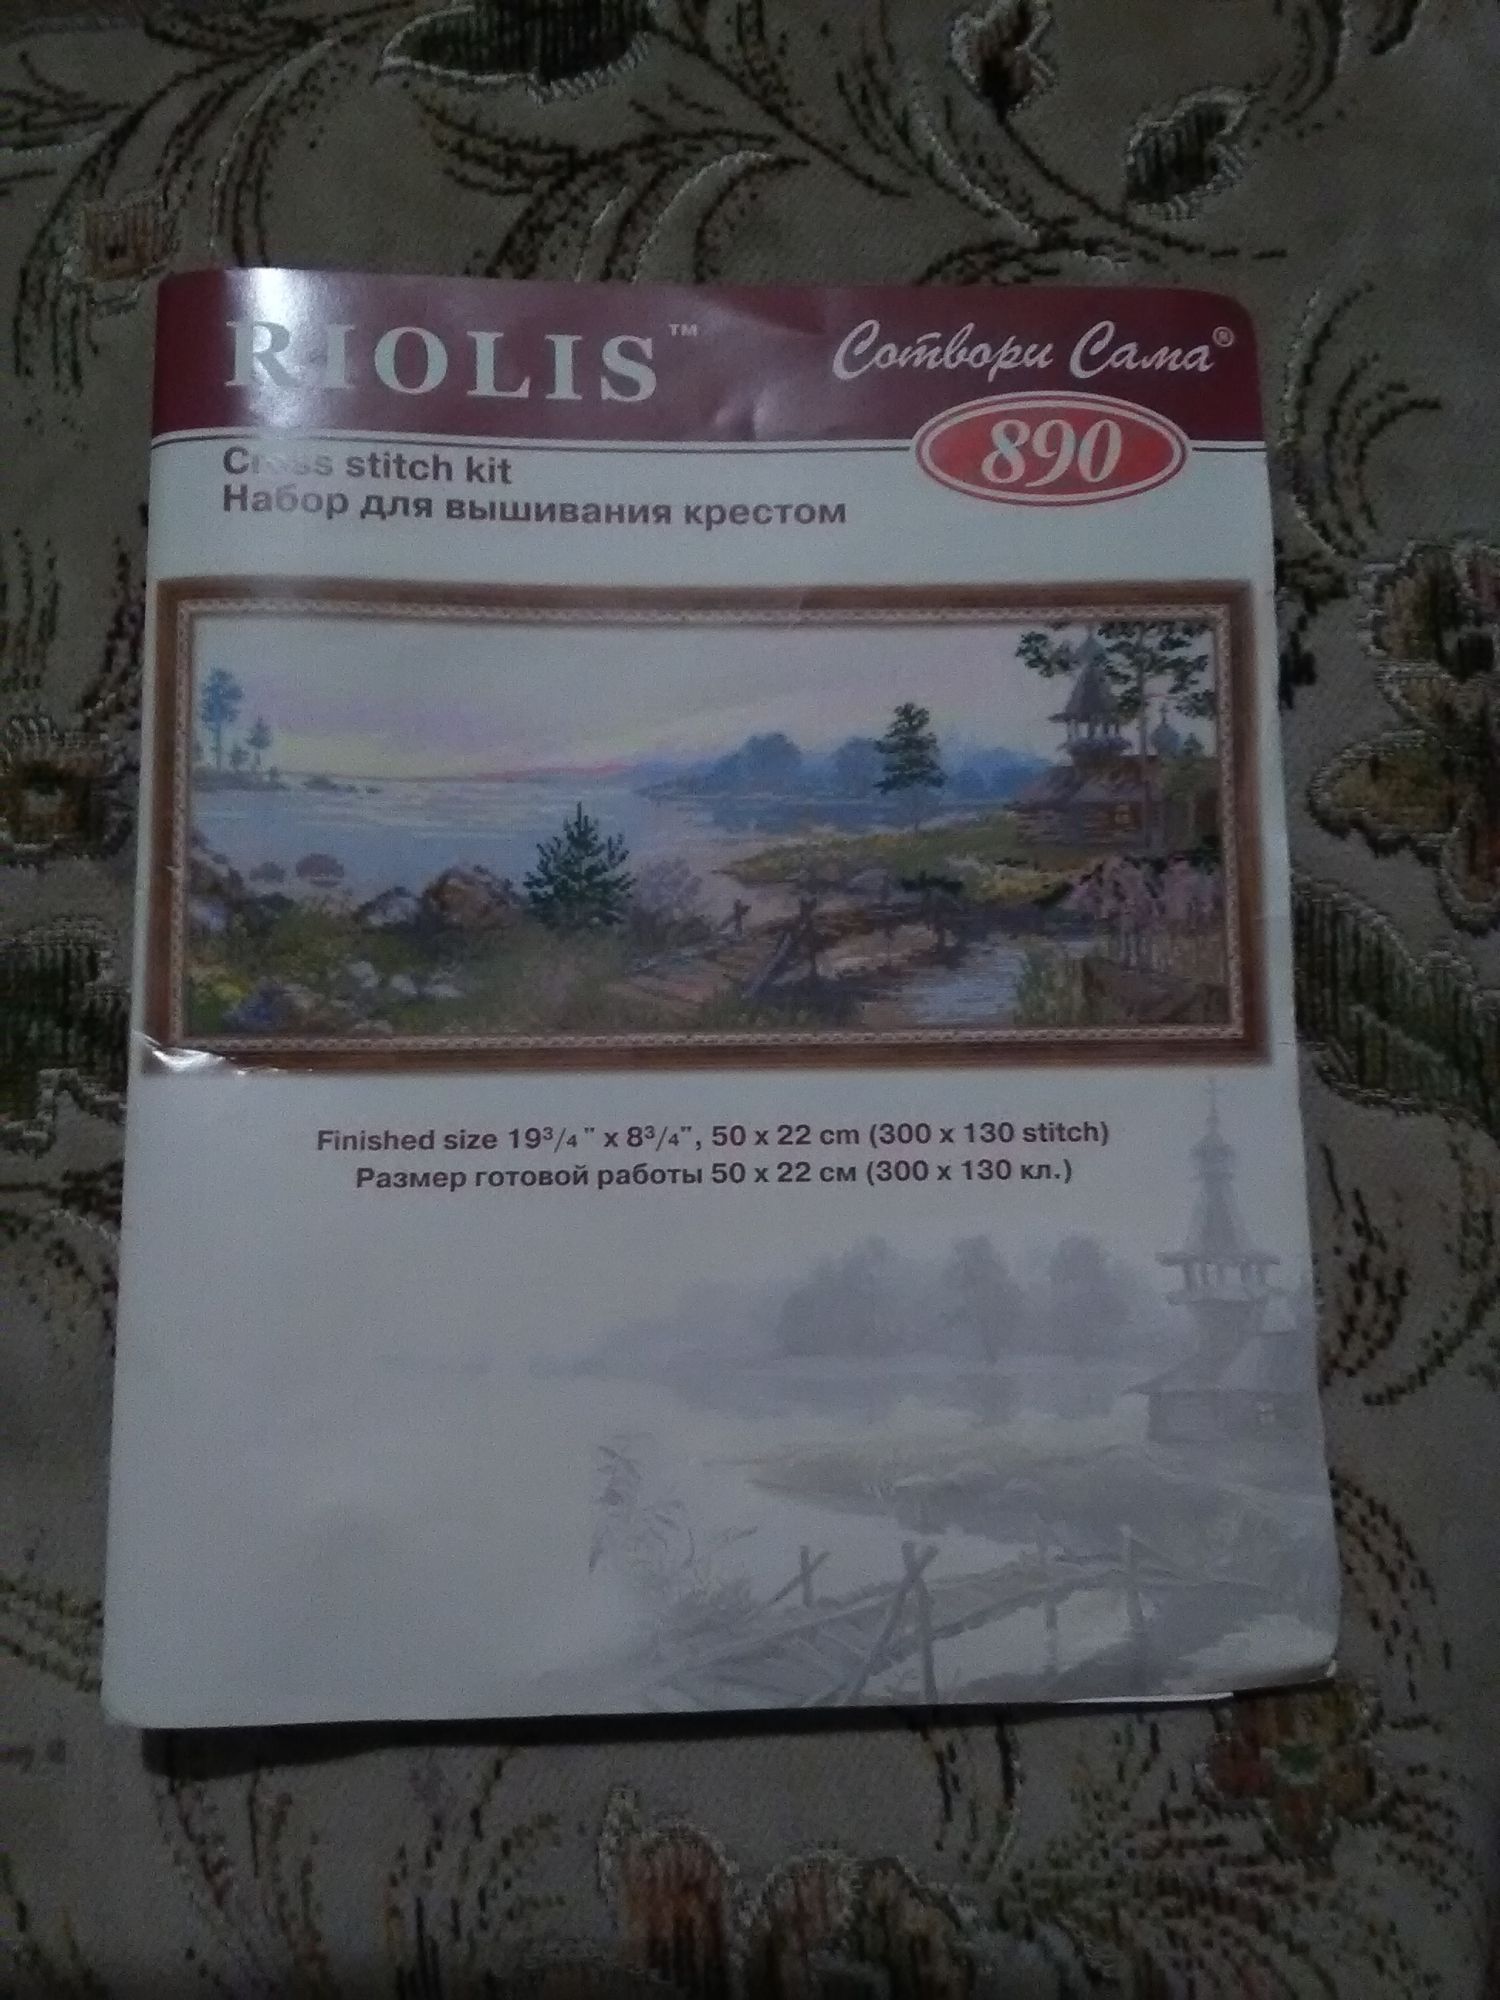 RIOLIS™
Сотвори Сама®
890
Cross stitch kit
Набор для вышивания крестом
Finished size 19³/₄ " x 8³/₄", 50 x 22 cm (300 x 130 stitch)
Размер готовой работы 50 x 22 см (300 x 130 кл.)